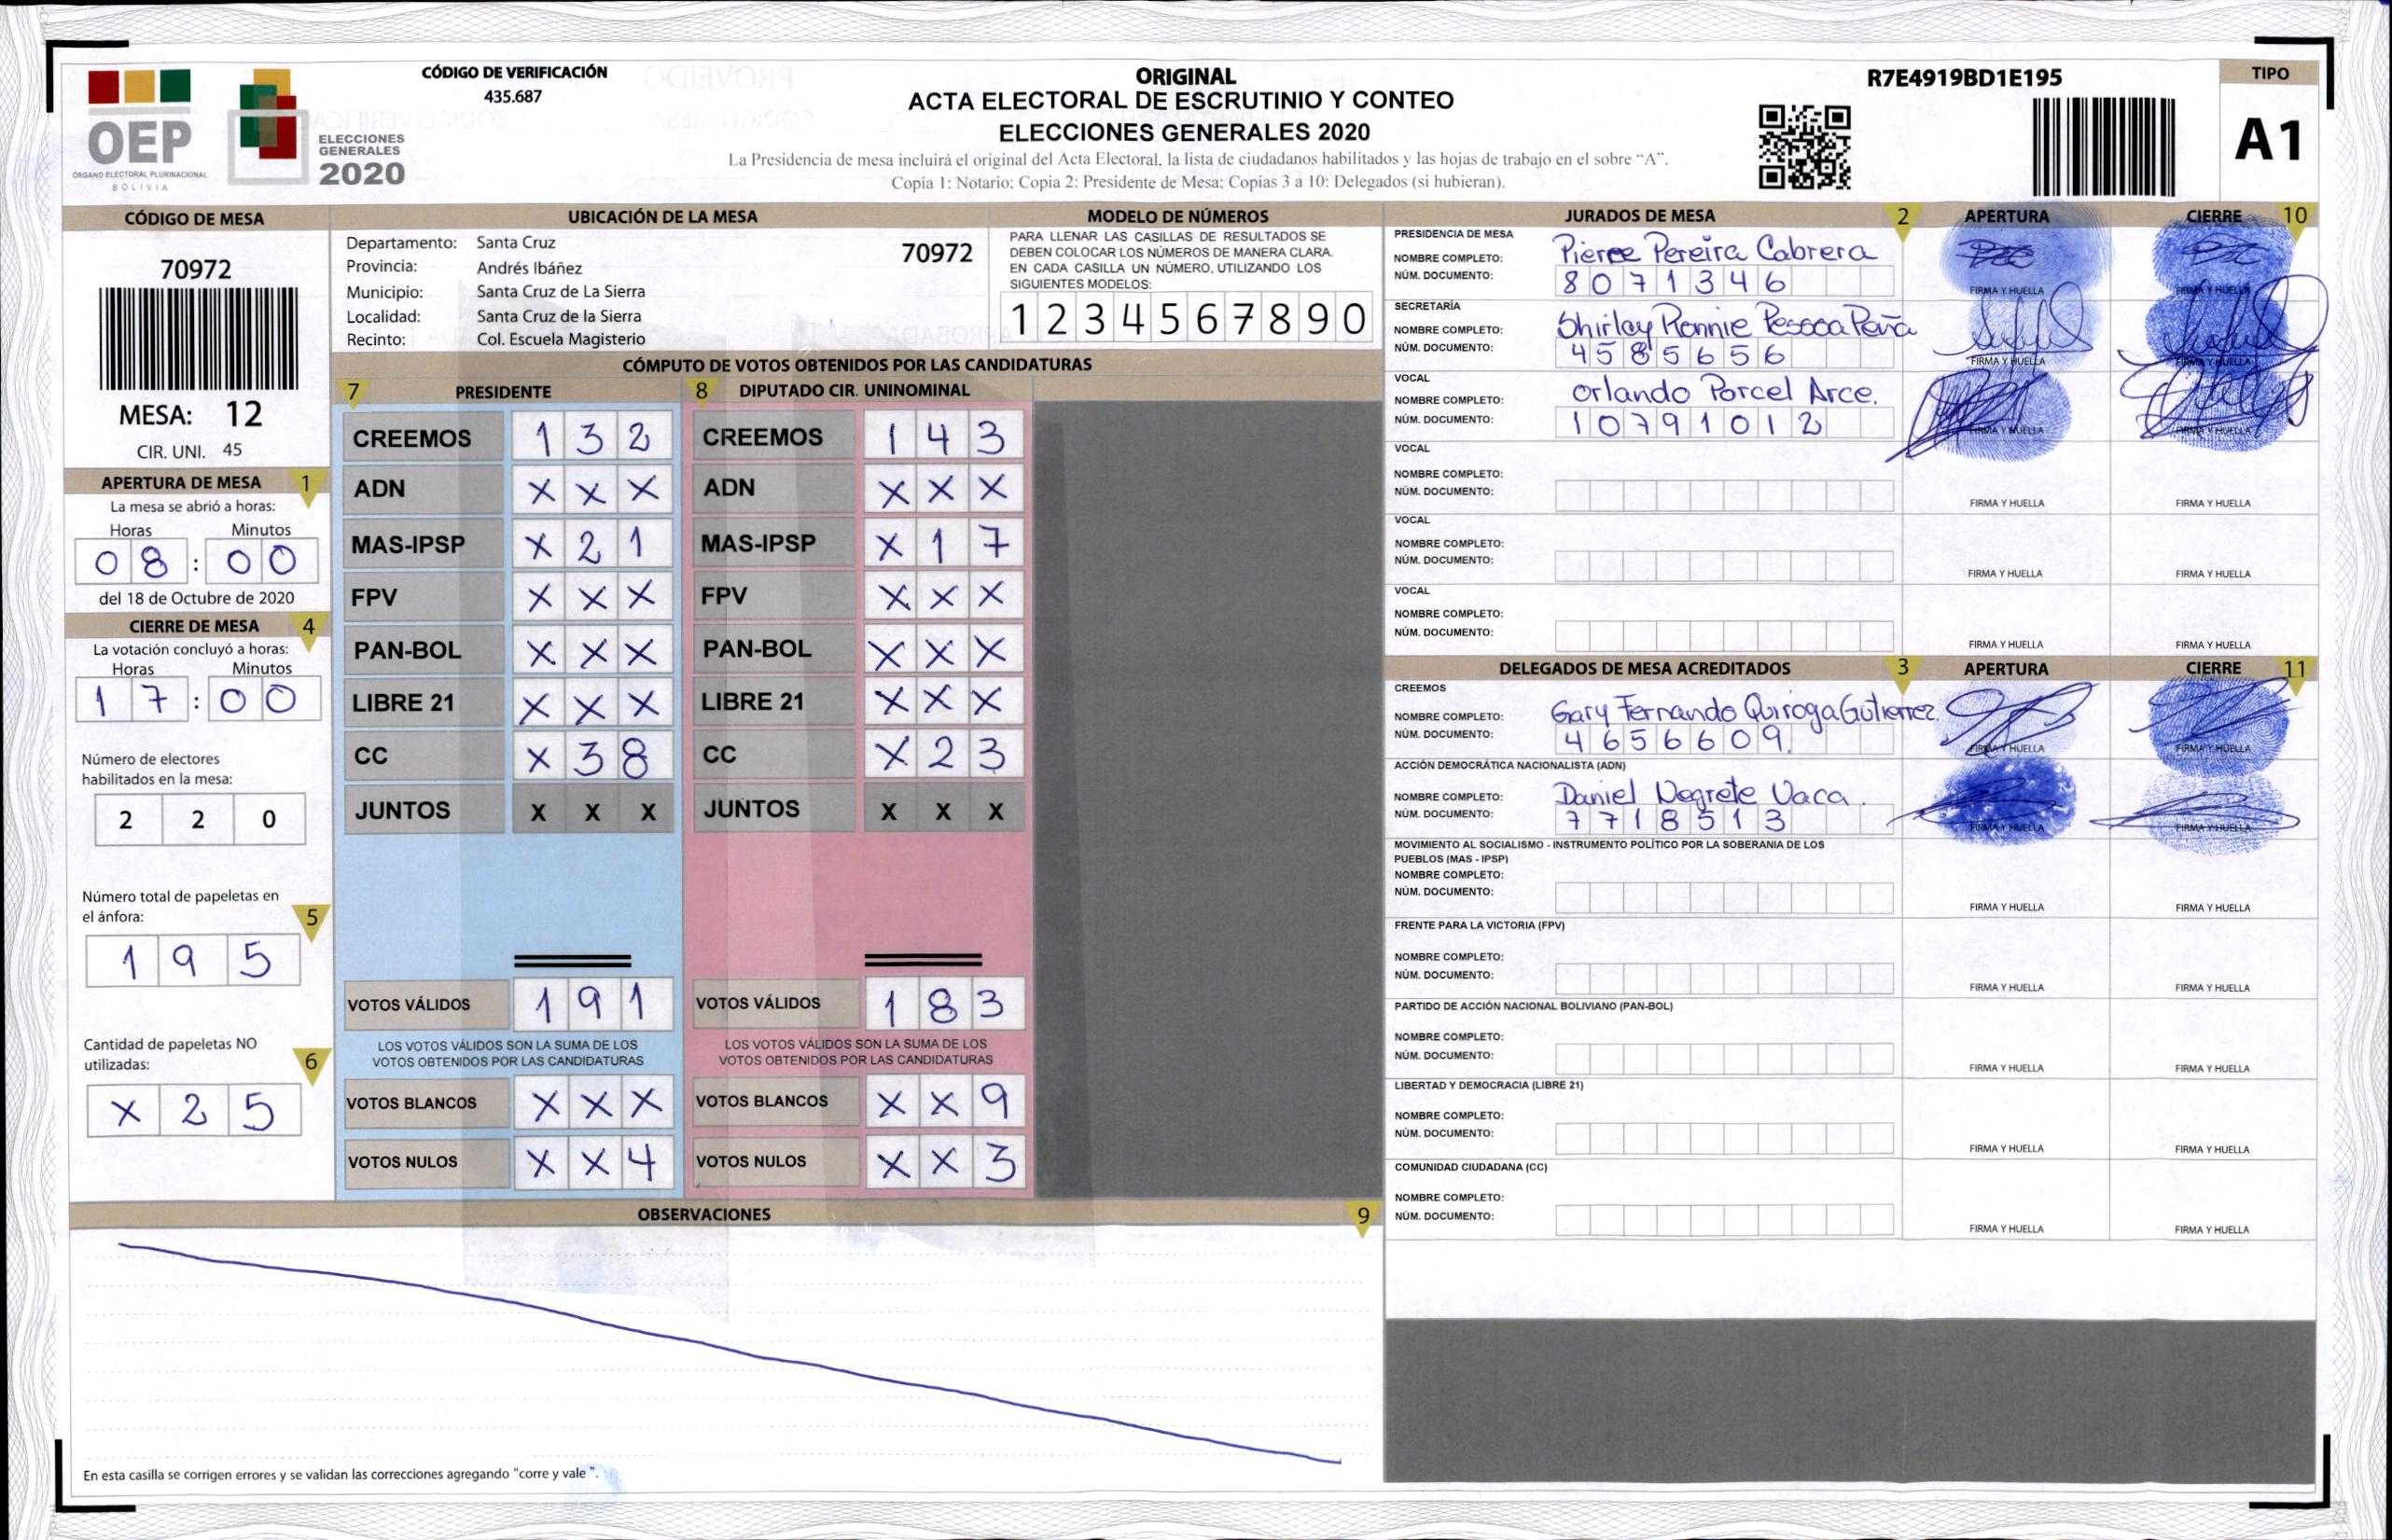 CÓDIGO DE VERIFICACIÓN
435.687
ORIGINAL
ACTA ELECTORAL DE ESCRUTINIO Y CONTEO
ELECCIONES GENERALES 2020
La Presidencia de mesa incluirá el original del Acta Electoral, la lista de ciudadanos habilitados y las hojas de trabajo en el sobre "A".
Copia 1: Notario; Copia 2: Presidente de Mesa; Copias 3 a 10: Delegados (si hubieran).
R7E4919BD1E195
TIPO
A1
OEP
ÓRGANO ELECTORAL PLURINACIONAL
BOLIVIA
ELECCIONES
GENERALES
2020
CÓDIGO DE MESA
70972
MESA: 12
CIR. UNI. 45
APERTURA DE MESA 1
La mesa se abrió a horas:
Horas Minutos
08 : 00
del 18 de Octubre de 2020
CIERRE DE MESA 4
La votación concluyó a horas:
Horas Minutos
17 : 00
Número de electores
habilitados en la mesa:
2 2 0
Número total de papeletas en
el ánfora: 5
1 9 5
Cantidad de papeletas NO
utilizadas: 6
X 2 5
UBICACIÓN DE LA MESA
Departamento: Santa Cruz 70972
Provincia: Andrés Ibáñez
Municipio: Santa Cruz de La Sierra
Localidad: Santa Cruz de la Sierra
Recinto: Col. Escuela Magisterio
MODELO DE NÚMEROS
PARA LLENAR LAS CASILLAS DE RESULTADOS SE
DEBEN COLOCAR LOS NÚMEROS DE MANERA CLARA.
EN CADA CASILLA UN NÚMERO, UTILIZANDO LOS
SIGUIENTES MODELOS:
1 2 3 4 5 6 7 8 9 0
CÓMPUTO DE VOTOS OBTENIDOS POR LAS CANDIDATURAS
7 PRESIDENTE
CREEMOS 1 3 2
ADN X X X
MAS-IPSP X 2 1
FPV X X X
PAN-BOL X X X
LIBRE 21 X X X
CC X 3 8
JUNTOS X X X
VOTOS VÁLIDOS 1 9 1
LOS VOTOS VÁLIDOS SON LA SUMA DE LOS
VOTOS OBTENIDOS POR LAS CANDIDATURAS
VOTOS BLANCOS X X X
VOTOS NULOS X X 4
8 DIPUTADO CIR. UNINOMINAL
CREEMOS 1 4 3
ADN X X X
MAS-IPSP X 1 7
FPV X X X
PAN-BOL X X X
LIBRE 21 X X X
CC X 2 3
JUNTOS X X X
VOTOS VÁLIDOS 1 8 3
LOS VOTOS VÁLIDOS SON LA SUMA DE LOS
VOTOS OBTENIDOS POR LAS CANDIDATURAS
VOTOS BLANCOS X X 9
VOTOS NULOS X X 3
OBSERVACIONES 9
En esta casilla se corrigen errores y se validan las correcciones agregando "corre y vale ".
JURADOS DE MESA 2 APERTURA CIERRE 10
PRESIDENCIA DE MESA
NOMBRE COMPLETO: Pierre Pereira Cabrera
NÚM. DOCUMENTO: 8071346
FIRMA Y HUELLA FIRMA Y HUELLA
SECRETARÍA
NOMBRE COMPLETO: Shirley Ronnie Pessoa Peña
NÚM. DOCUMENTO: 4585656
FIRMA Y HUELLA FIRMA Y HUELLA
VOCAL
NOMBRE COMPLETO: Orlando Porcel Arce.
NÚM. DOCUMENTO: 10791012
FIRMA Y HUELLA FIRMA Y HUELLA
VOCAL
NOMBRE COMPLETO:
NÚM. DOCUMENTO:
FIRMA Y HUELLA FIRMA Y HUELLA
VOCAL
NOMBRE COMPLETO:
NÚM. DOCUMENTO:
FIRMA Y HUELLA FIRMA Y HUELLA
VOCAL
NOMBRE COMPLETO:
NÚM. DOCUMENTO:
FIRMA Y HUELLA FIRMA Y HUELLA
DELEGADOS DE MESA ACREDITADOS 3 APERTURA CIERRE 11
CREEMOS
NOMBRE COMPLETO: Gary Fernando Quiroga Gutierrez.
NÚM. DOCUMENTO: 4656609.
FIRMA Y HUELLA FIRMA Y HUELLA
ACCIÓN DEMOCRÁTICA NACIONALISTA (ADN)
NOMBRE COMPLETO: Daniel Negrete Vaca.
NÚM. DOCUMENTO: 7718513
FIRMA Y HUELLA FIRMA Y HUELLA
MOVIMIENTO AL SOCIALISMO - INSTRUMENTO POLÍTICO POR LA SOBERANIA DE LOS
PUEBLOS (MAS - IPSP)
NOMBRE COMPLETO:
NÚM. DOCUMENTO:
FIRMA Y HUELLA FIRMA Y HUELLA
FRENTE PARA LA VICTORIA (FPV)
NOMBRE COMPLETO:
NÚM. DOCUMENTO:
FIRMA Y HUELLA FIRMA Y HUELLA
PARTIDO DE ACCIÓN NACIONAL BOLIVIANO (PAN-BOL)
NOMBRE COMPLETO:
NÚM. DOCUMENTO:
FIRMA Y HUELLA FIRMA Y HUELLA
LIBERTAD Y DEMOCRACIA (LIBRE 21)
NOMBRE COMPLETO:
NÚM. DOCUMENTO:
FIRMA Y HUELLA FIRMA Y HUELLA
COMUNIDAD CIUDADANA (CC)
NOMBRE COMPLETO:
NÚM. DOCUMENTO:
FIRMA Y HUELLA FIRMA Y HUELLA